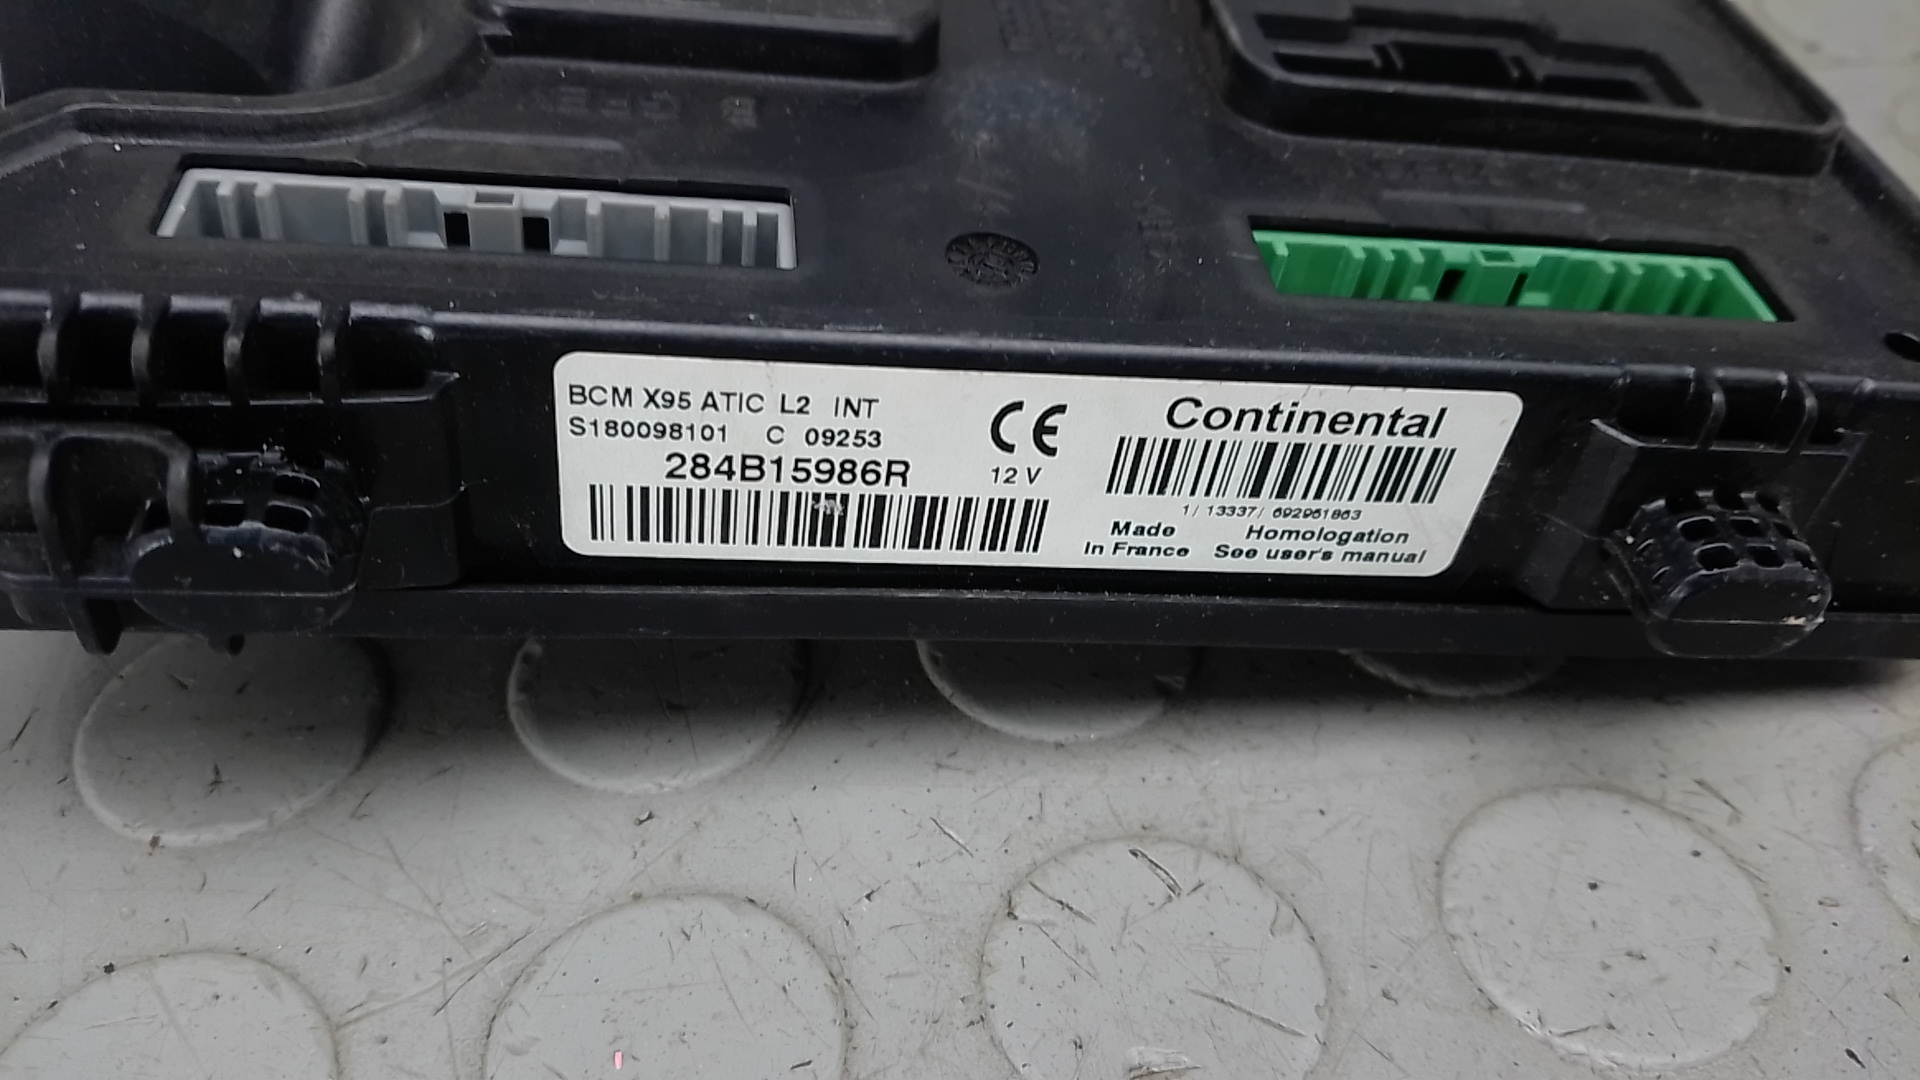 BCM X95 ATIC L2 INT
S180098101 C 09253
284B15986R
CE
12 V
Continental
1/ 13337/ 692951863
Made
In France
Homologation
See user's manual